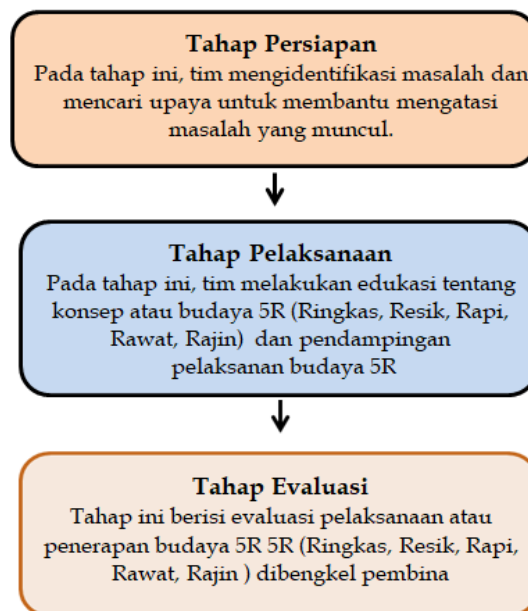 Tahap Persiapan
Pada tahap ini, tim mengidentifikasi masalah dan
mencari upaya untuk membantu mengatasi
masalah yang muncul.
Tahap Pelaksanaan
Pada tahap ini, tim melakukan edukasi tentang
konsep atau budaya 5R (Ringkas, Resik, Rapi,
Rawat, Rajin) dan pendampingan
pelaksanan budaya 5R
Tahap Evaluasi
Tahap ini berisi evaluasi pelaksanaan atau
penerapan budaya 5R 5R (Ringkas, Resik, Rapi,
Rawat, Rajin ) dibengkel pembina